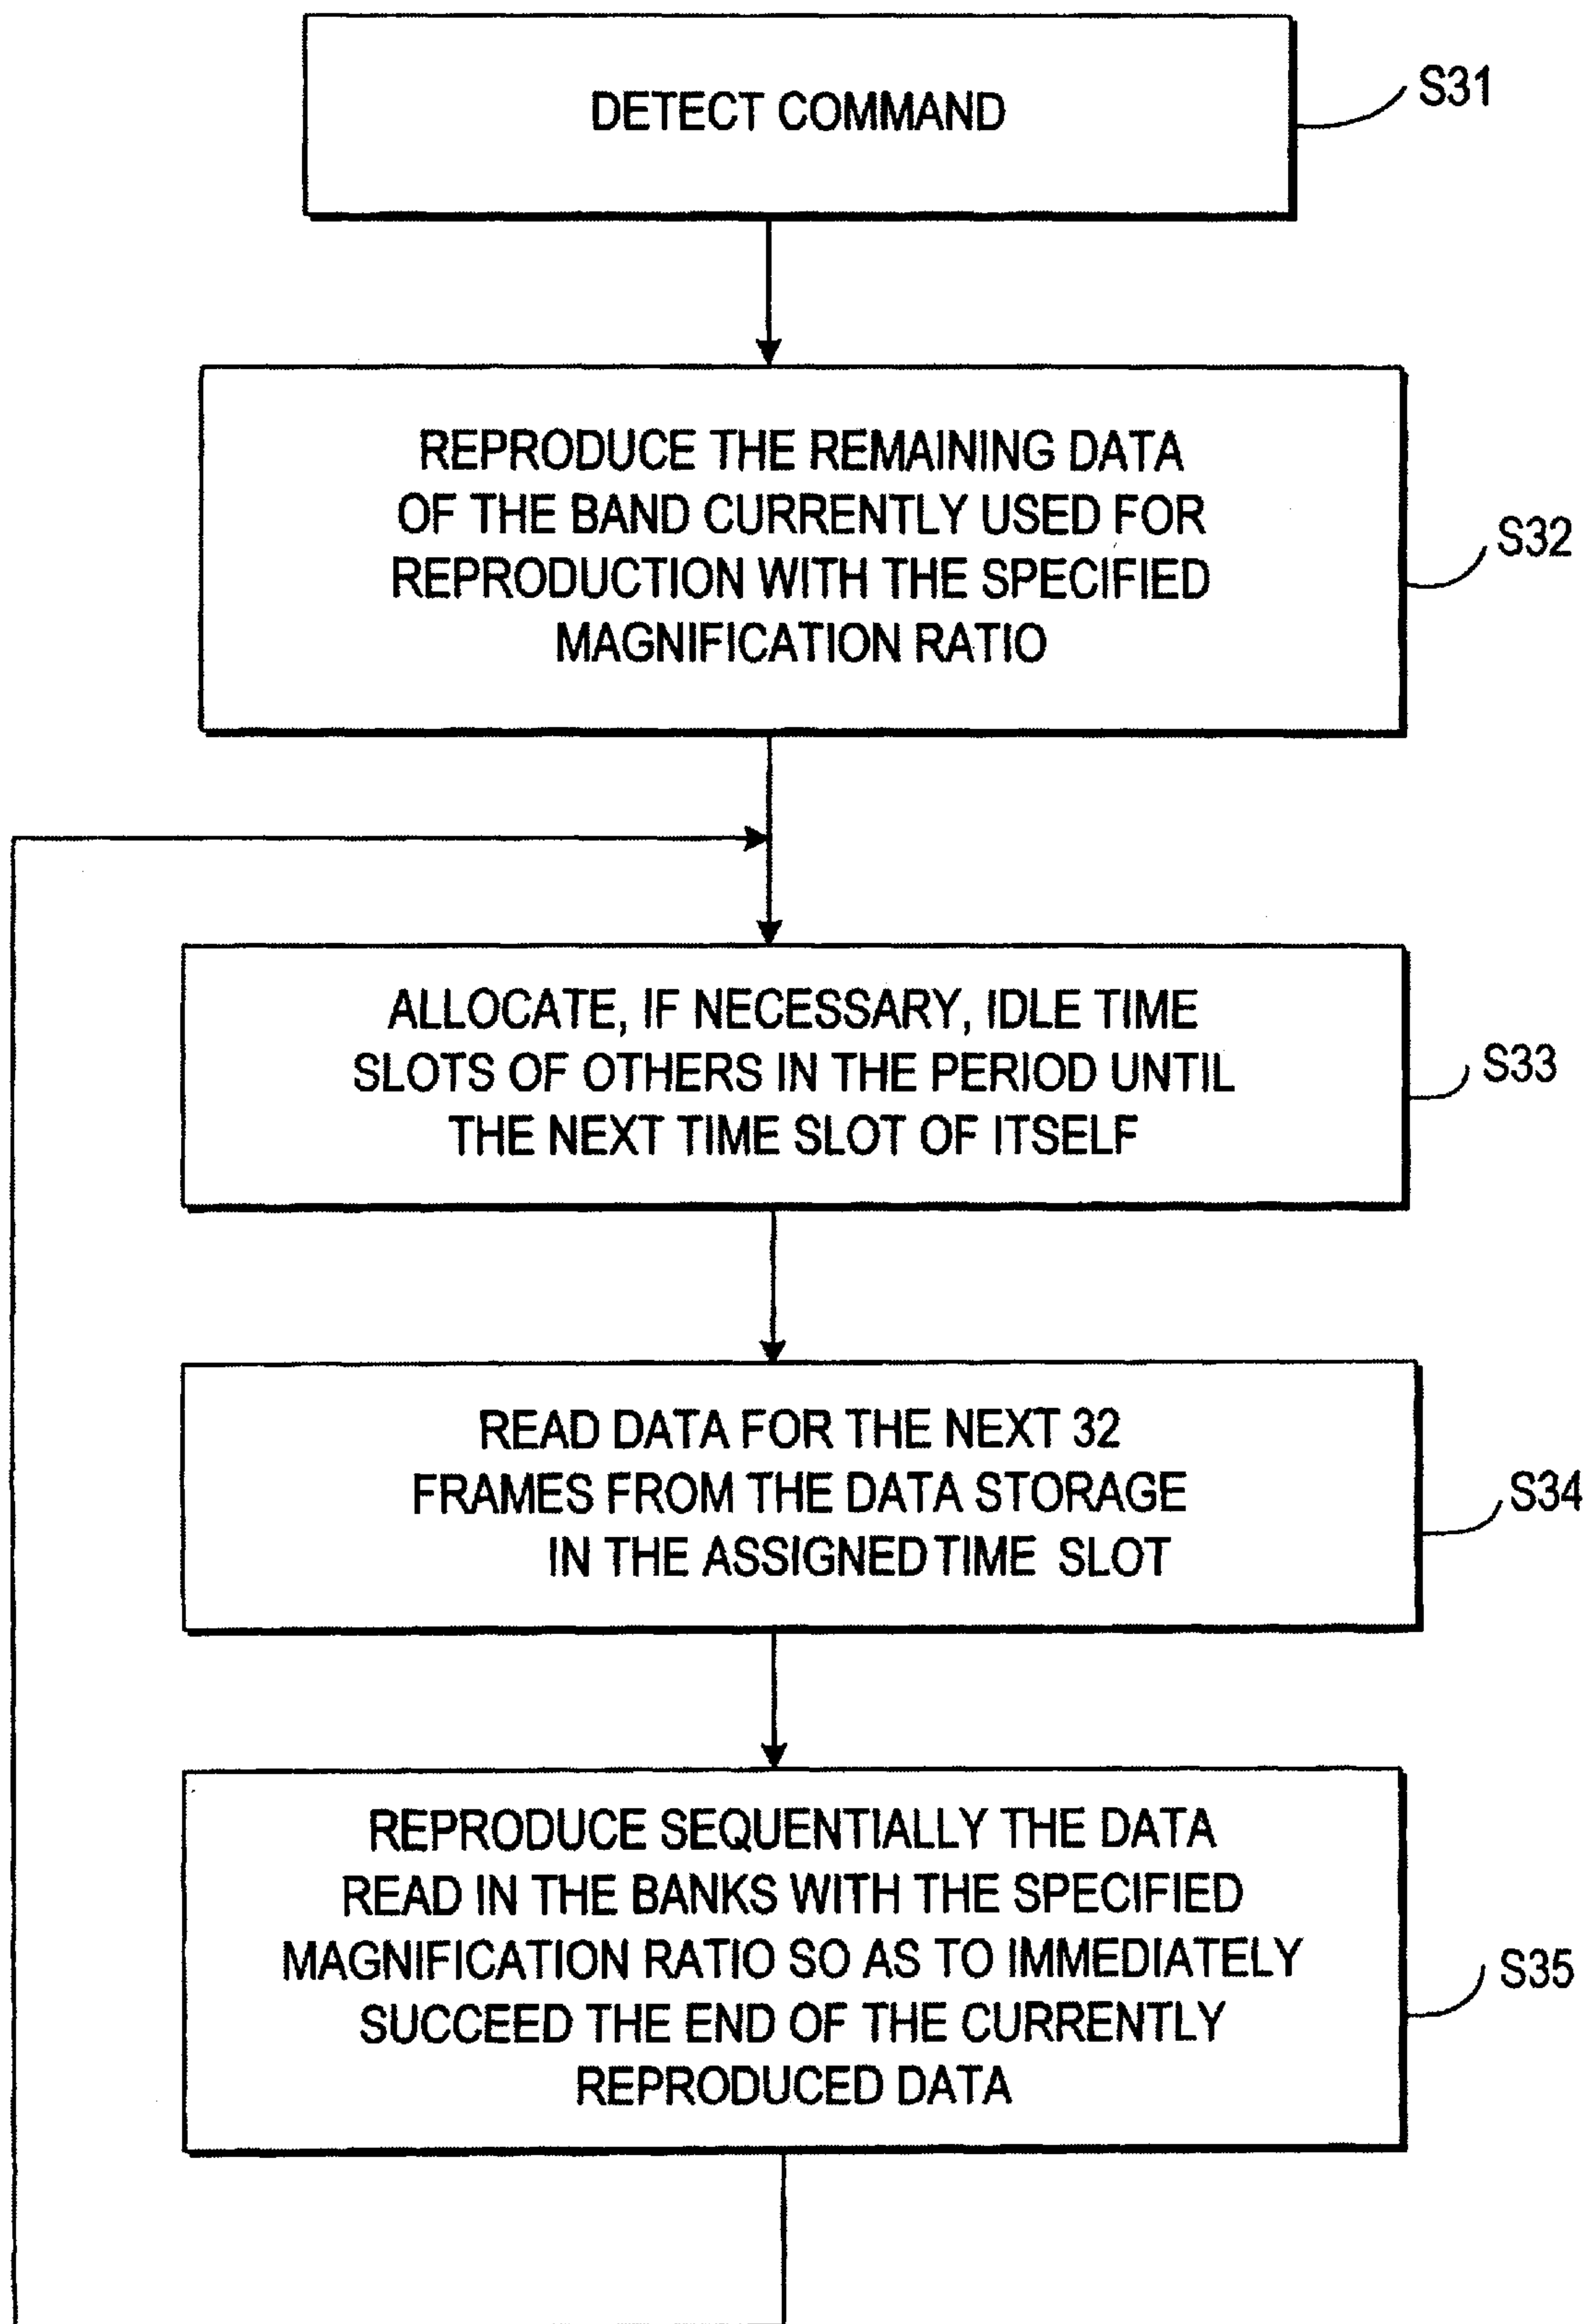 DETECT COMMAND
S31
REPRODUCE THE REMAINING DATA
OF THE BAND CURRENTLY USED FOR
REPRODUCTION WITH THE SPECIFIED
MAGNIFICATION RATIO
S32
ALLOCATE, IF NECESSARY, IDLE TIME
SLOTS OF OTHERS IN THE PERIOD UNTIL
THE NEXT TIME SLOT OF ITSELF
S33
READ DATA FOR THE NEXT 32
FRAMES FROM THE DATA STORAGE
IN THE ASSIGNED TIME SLOT
S34
REPRODUCE SEQUENTIALLY THE DATA
READ IN THE BANKS WITH THE SPECIFIED
MAGNIFICATION RATIO SO AS TO IMMEDIATELY
SUCCEED THE END OF THE CURRENTLY
REPRODUCED DATA
S35